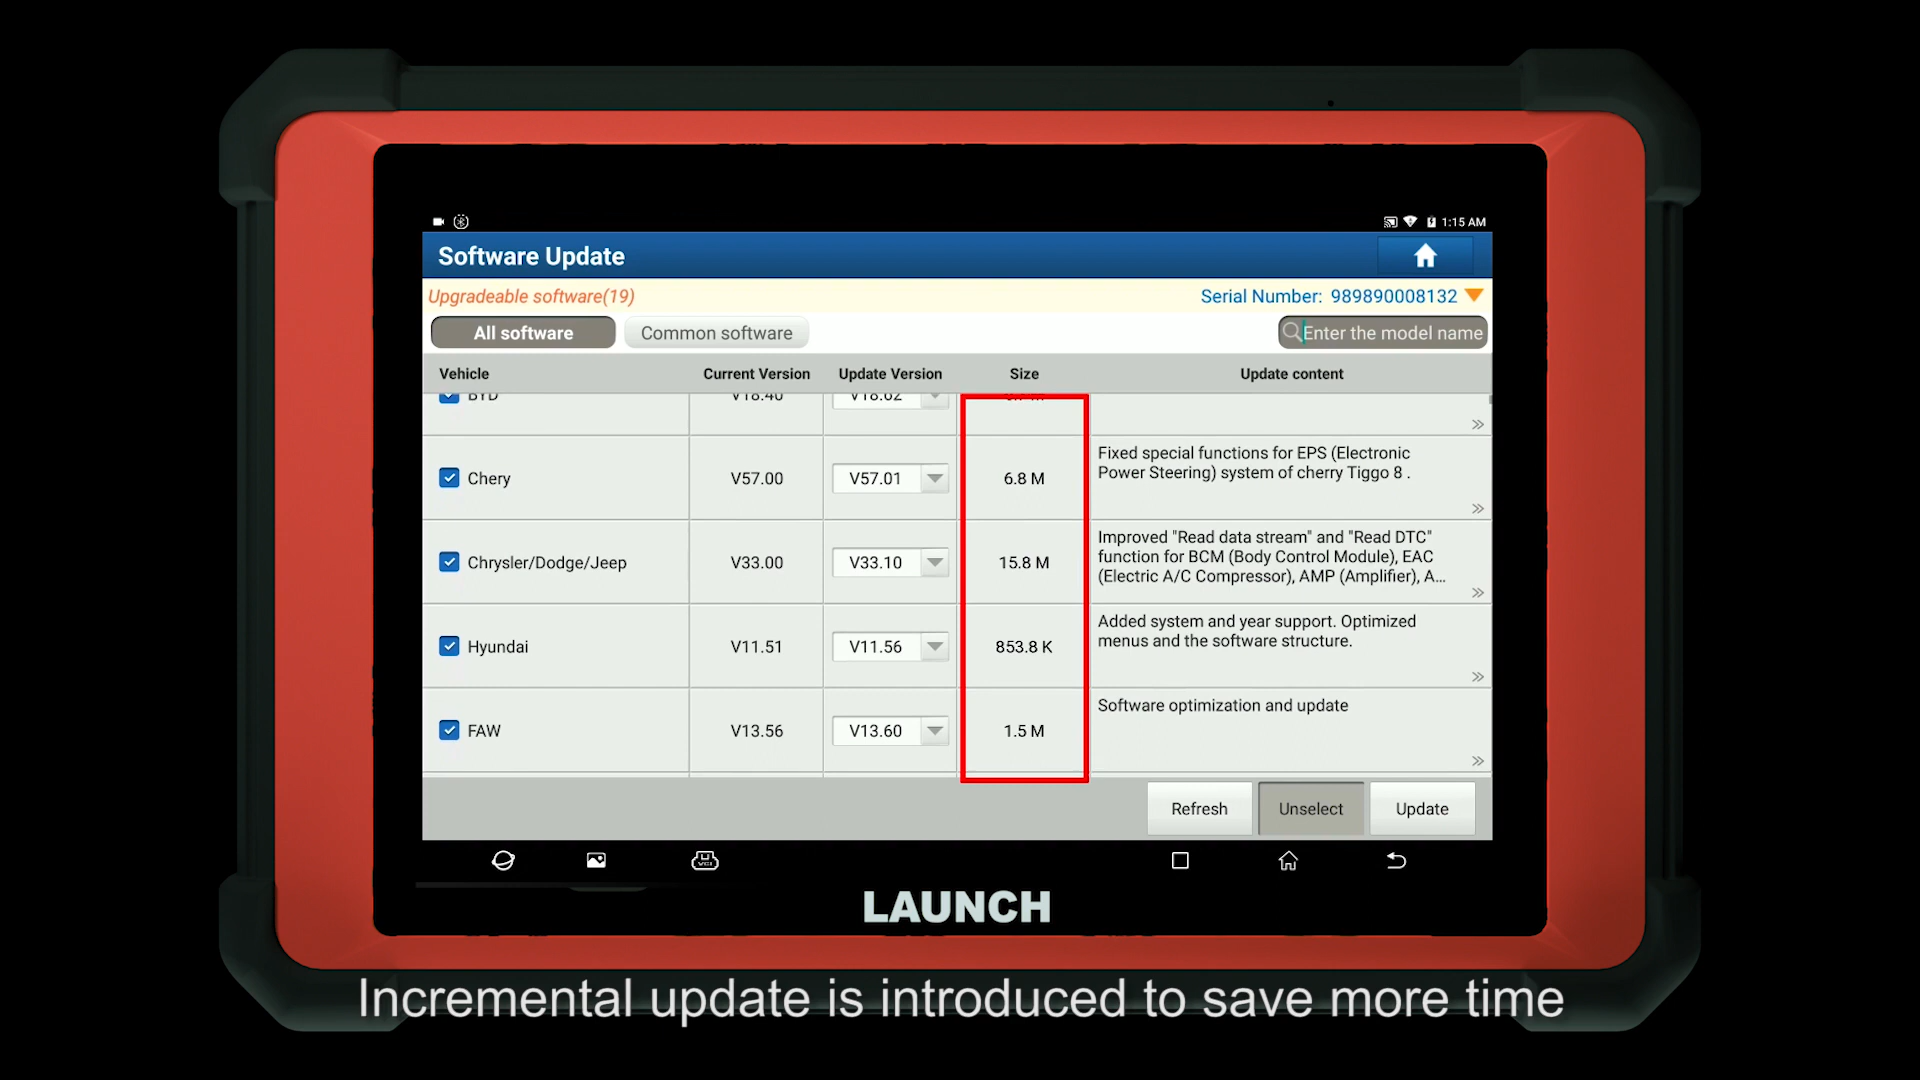 1:15 AM
Software Update
Upgradeable software(19)
Serial Number: 989890008132
All software
Common software
Enter the model name
Vehicle
Current Version
Update Version
Size
Update content
BYD
V18.40
V18.62
Chery
V57.00
V57.01
6.8 M
Fixed special functions for EPS (Electronic
Power Steering) system of cherry Tiggo 8 .
Chrysler/Dodge/Jeep
V33.00
V33.10
15.8 M
Improved "Read data stream" and "Read DTC"
function for BCM (Body Control Module), EAC
(Electric A/C Compressor), AMP (Amplifier), A...
Hyundai
V11.51
V11.56
853.8 K
Added system and year support. Optimized
menus and the software structure.
FAW
V13.56
V13.60
1.5 M
Software optimization and update
Refresh
Unselect
Update
VCI
LAUNCH
Incremental update is introduced to save more time